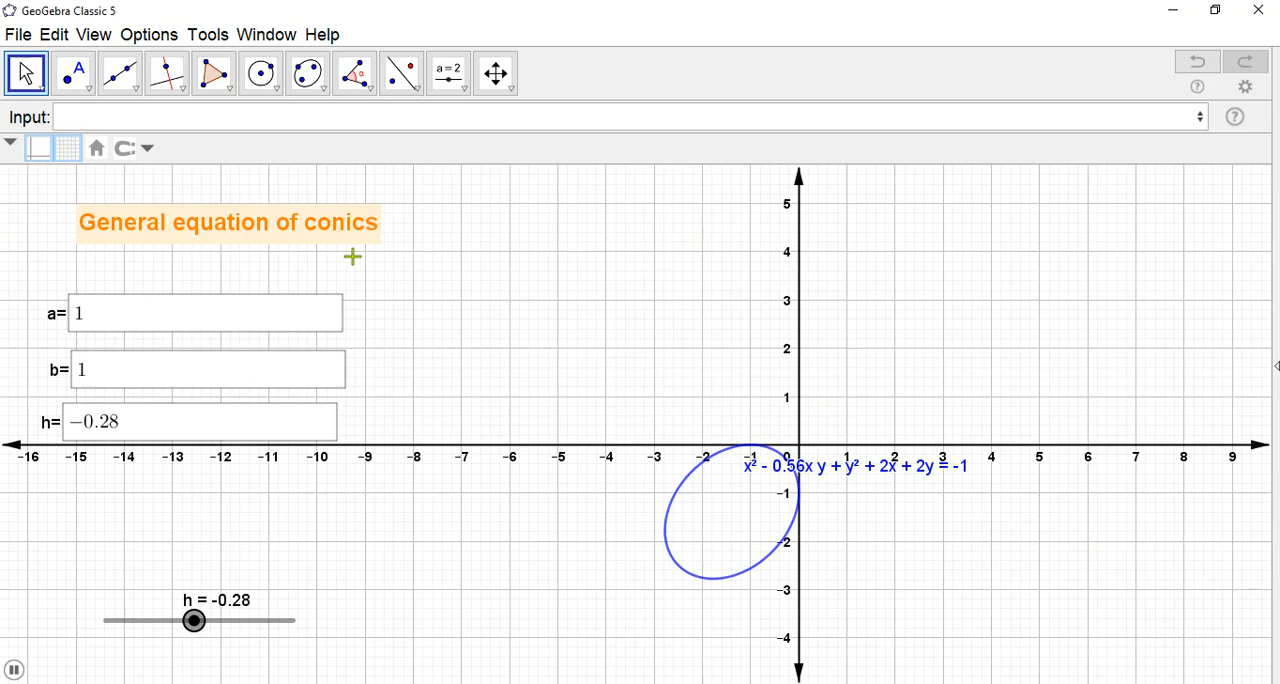 GeoGebra Classic 5
File Edit View Options Tools Window Help
A
α
a=2
Input:
General equation of conics
a= 1
b= 1
h= −0.28
h = -0.28
x² - 0.56x y + y² + 2x + 2y = -1
-16 -15 -14 -13 -12 -11 -10 -9 -8 -7 -6 -5 -4 -3 -2 -1 0 1 2 3 4 5 6 7 8 9
5
4
3
2
1
-1
-2
-3
-4